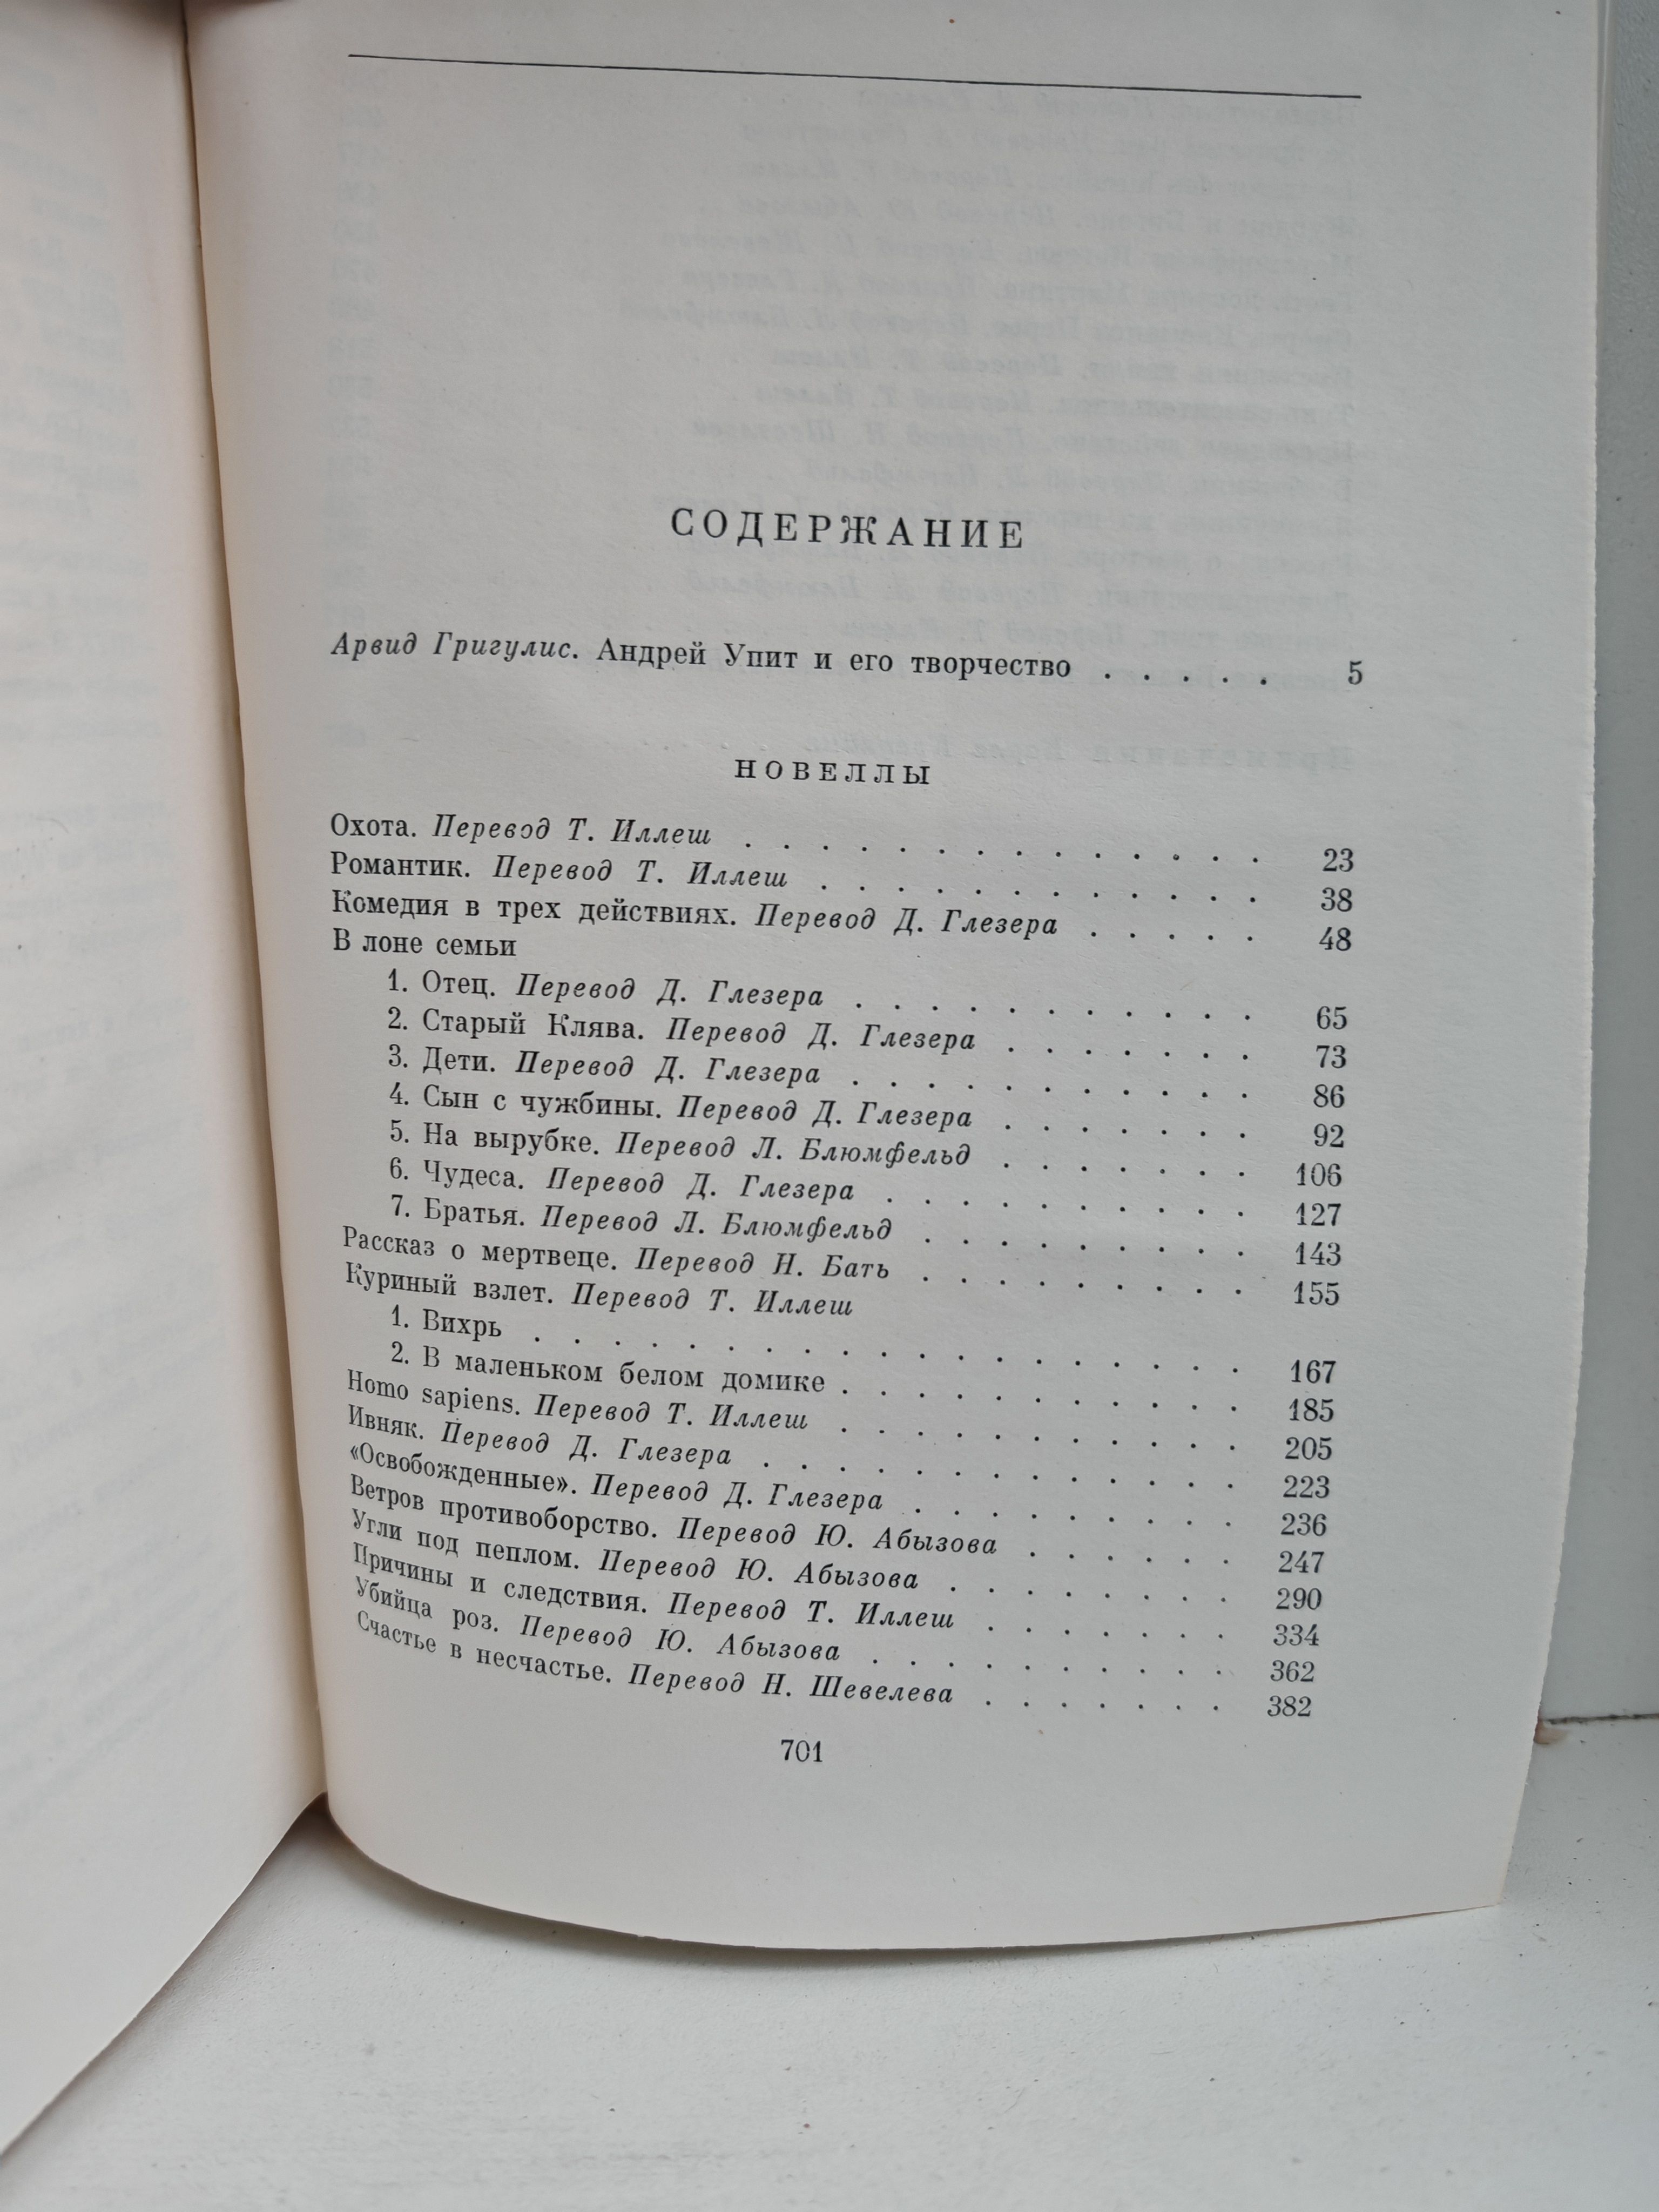 СОДЕРЖАНИЕ
Арвид Григулис. Андрей Упит и его творчество . . . . . 5
НОВЕЛЛЫ
Охота. Перевод Т. Иллеш . . . . . . . . . . . . . . 23
Романтик. Перевод Т. Иллеш . . . . . . . . . . . . 38
Комедия в трех действиях. Перевод Д. Глезера . . . . . 48
В лоне семьи
1. Отец. Перевод Д. Глезера . . . . . . . . . . . 65
2. Старый Клява. Перевод Д. Глезера . . . . . . . 73
3. Дети. Перевод Д. Глезера . . . . . . . . . . . 86
4. Сын с чужбины. Перевод Д. Глезера . . . . . . . 92
5. На вырубке. Перевод Л. Блюмфельд . . . . . . . 106
6. Чудеса. Перевод Д. Глезера . . . . . . . . . . 127
7. Братья. Перевод Л. Блюмфельд . . . . . . . . . 143
Рассказ о мертвеце. Перевод Н. Бать . . . . . . . . . 155
Куриный взлет. Перевод Т. Иллеш
1. Вихрь . . . . . . . . . . . . . . . . . . . 167
2. В маленьком белом домике . . . . . . . . . . . 185
Homo sapiens. Перевод Т. Иллеш . . . . . . . . . . . 205
Ивняк. Перевод Д. Глезера . . . . . . . . . . . . . 223
«Освобожденные». Перевод Д. Глезера . . . . . . . . . 236
Ветров противоборство. Перевод Ю. Абызова . . . . . . 247
Угли под пеплом. Перевод Ю. Абызова . . . . . . . . 290
Причины и следствия. Перевод Т. Иллеш . . . . . . . 334
Убийца роз. Перевод Ю. Абызова . . . . . . . . . . 362
Счастье в несчастье. Перевод Н. Шевелева . . . . . . . 382
701